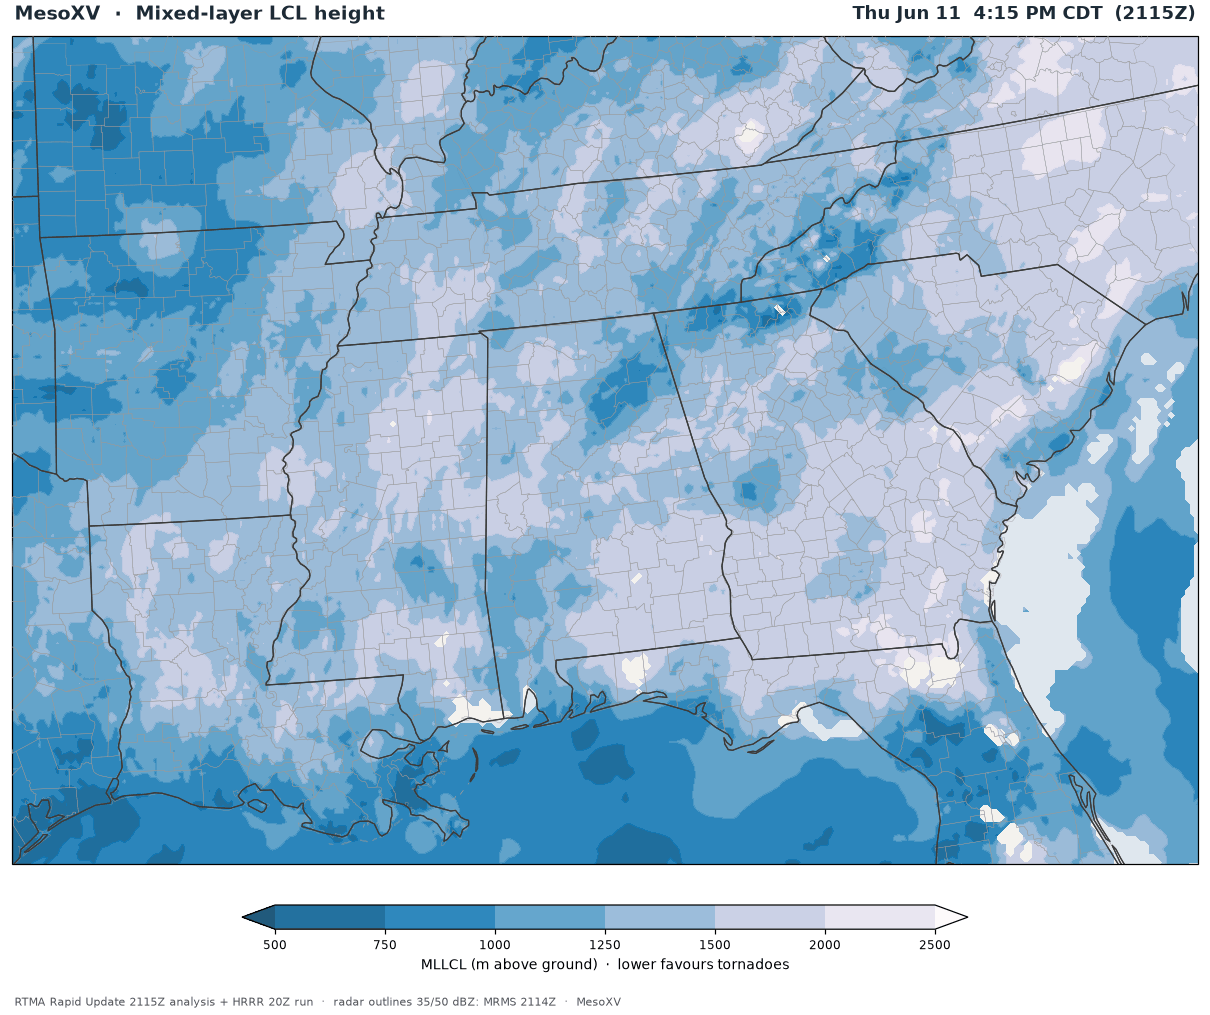 MesoXV · Mixed-layer LCL height
Thu Jun 11 4:15 PM CDT (2115Z)
500 750 1000 1250 1500 2000 2500
MLLCL (m above ground) · lower favours tornadoes
RTMA Rapid Update 2115Z analysis + HRRR 20Z run · radar outlines 35/50 dBZ: MRMS 2114Z · MesoXV